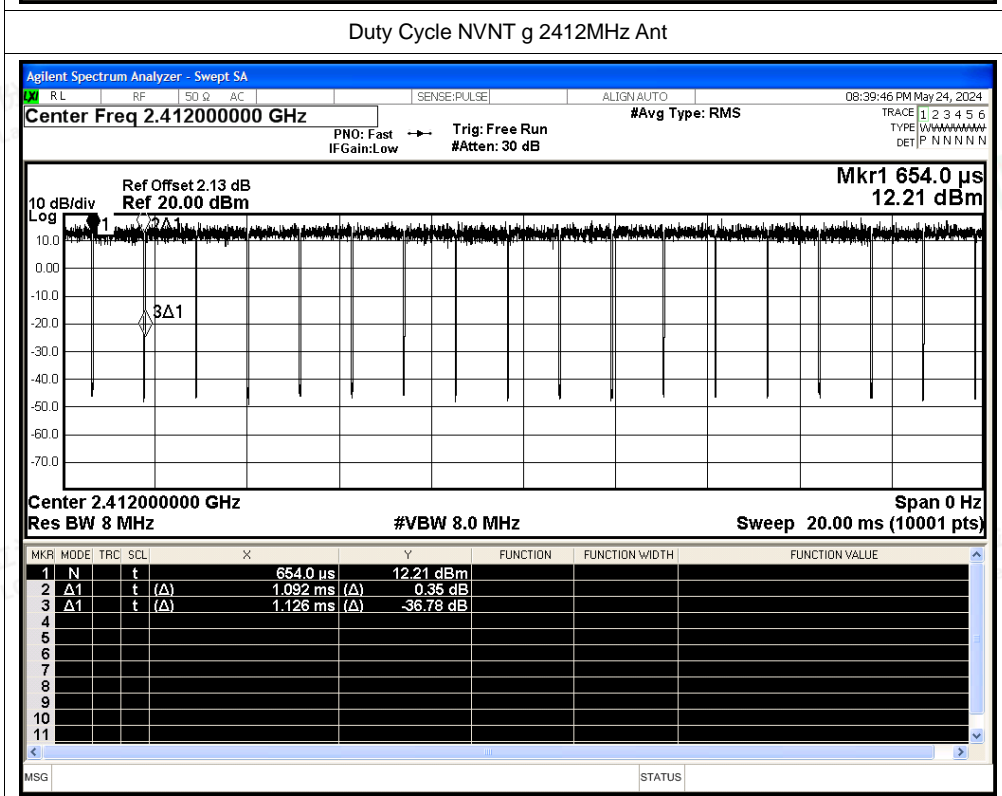 Duty Cycle NVNT g 2412MHz Ant
Agilent Spectrum Analyzer - Swept SA
LXI RL RF 50 Ω AC SENSE:PULSE ALIGN AUTO 08:39:46 PM May 24, 2024
Center Freq 2.412000000 GHz #Avg Type: RMS TRACE 1 2 3 4 5 6
PNO: Fast Trig: Free Run TYPE WWWWWW
IFGain:Low #Atten: 30 dB DET P N N N N N
Mkr1 654.0 µs
Ref Offset 2.13 dB
10 dB/div Ref 20.00 dBm 12.21 dBm
Log
1 2Δ1
10.0
0.00
-10.0
3Δ1
-20.0
-30.0
-40.0
-50.0
-60.0
-70.0
Center 2.412000000 GHz Span 0 Hz
Res BW 8 MHz #VBW 8.0 MHz Sweep 20.00 ms (10001 pts)
MKR MODE TRC SCL X Y FUNCTION FUNCTION WIDTH FUNCTION VALUE
1 N t 654.0 µs 12.21 dBm
2 Δ1 t (Δ) 1.092 ms (Δ) 0.35 dB
3 Δ1 t (Δ) 1.126 ms (Δ) -36.78 dB
4
5
6
7
8
9
10
11
MSG STATUS